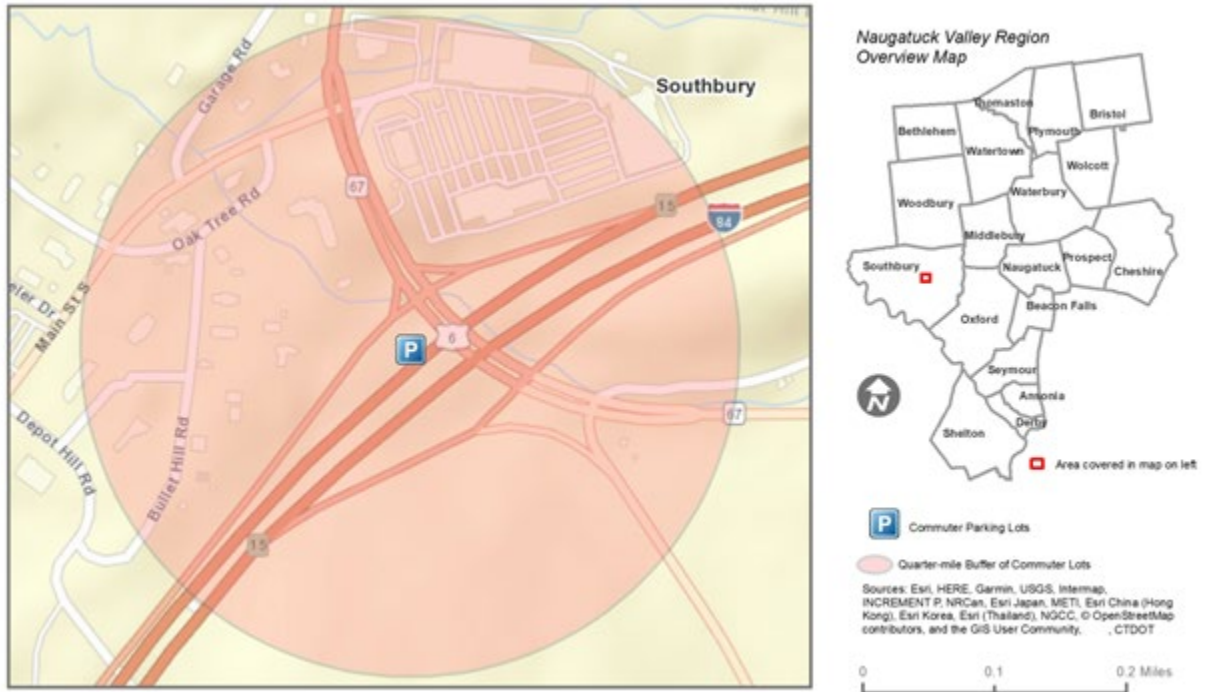 Garage Rd
Southbury
67
15
84
Oak Tree Rd
eler Dr
Main St S
P
6
67
Depot Hill Rd
Bullet Hill Rd
15
Naugatuck Valley Region
Overview Map
Thomaston
Bristol
Bethlehem
Plymouth
Watertown
Wolcott
Waterbury
Woodbury
Middlebury
Southbury
Naugatuck
Prospect
Cheshire
Beacon Falls
Oxford
Seymour
N
Ansonia
Derby
Shelton
Area covered in map on left
P
Commuter Parking Lots
Quarter-mile Buffer of Commuter Lots
Sources: Esri, HERE, Garmin, USGS, Intermap,
INCREMENT P, NRCan, Esri Japan, METI, Esri China (Hong
Kong), Esri Korea, Esri (Thailand), NGCC, © OpenStreetMap
contributors, and the GIS User Community, , CTDOT
0 0.1 0.2 Miles